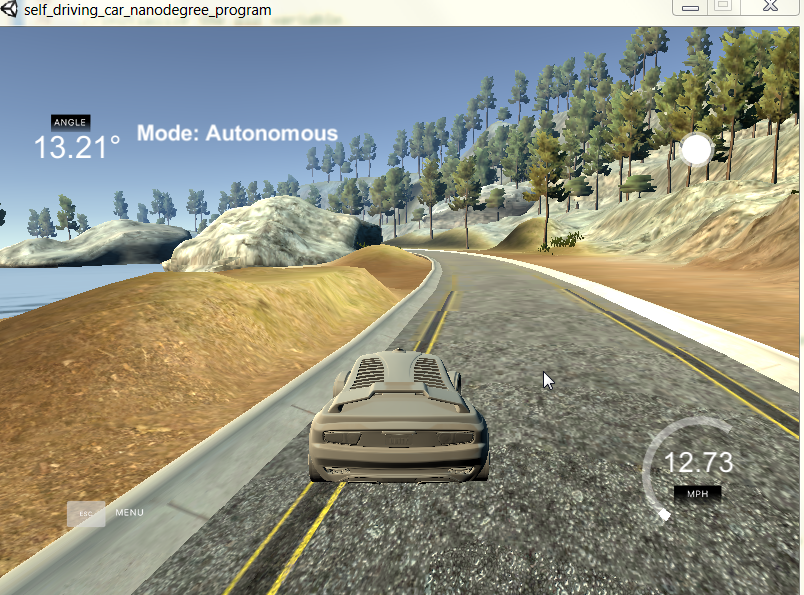 self_driving_car_nanodegree_program
ANGLE
13.21°
Mode: Autonomous
12.73
MPH
ESC
MENU